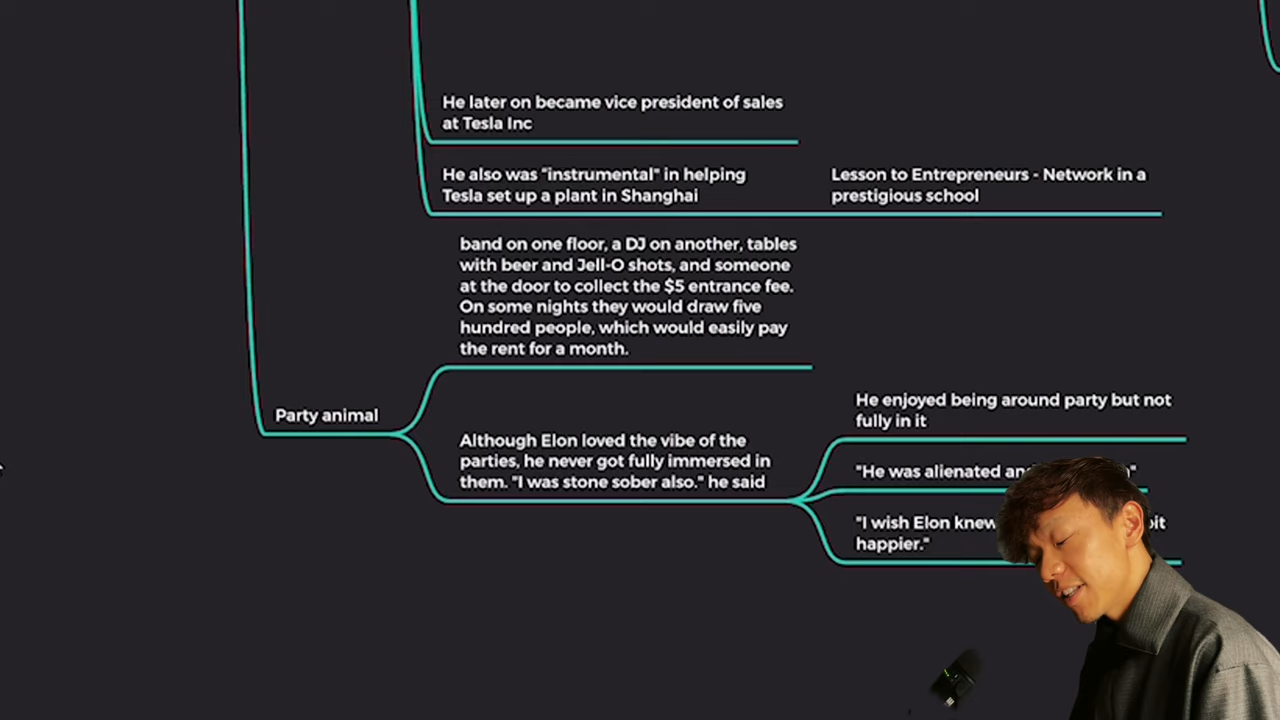 He later on became vice president of sales
at Tesla Inc
He also was "instrumental" in helping
Tesla set up a plant in Shanghai
Lesson to Entrepreneurs - Network in a
prestigious school
band on one floor, a DJ on another, tables
with beer and Jell-O shots, and someone
at the door to collect the $5 entrance fee.
On some nights they would draw five
hundred people, which would easily pay
the rent for a month.
Party animal
Although Elon loved the vibe of the
parties, he never got fully immersed in
them. "I was stone sober also." he said
He enjoyed being around party but not
fully in it
"He was alienated
"I wish Elon knew
happier."